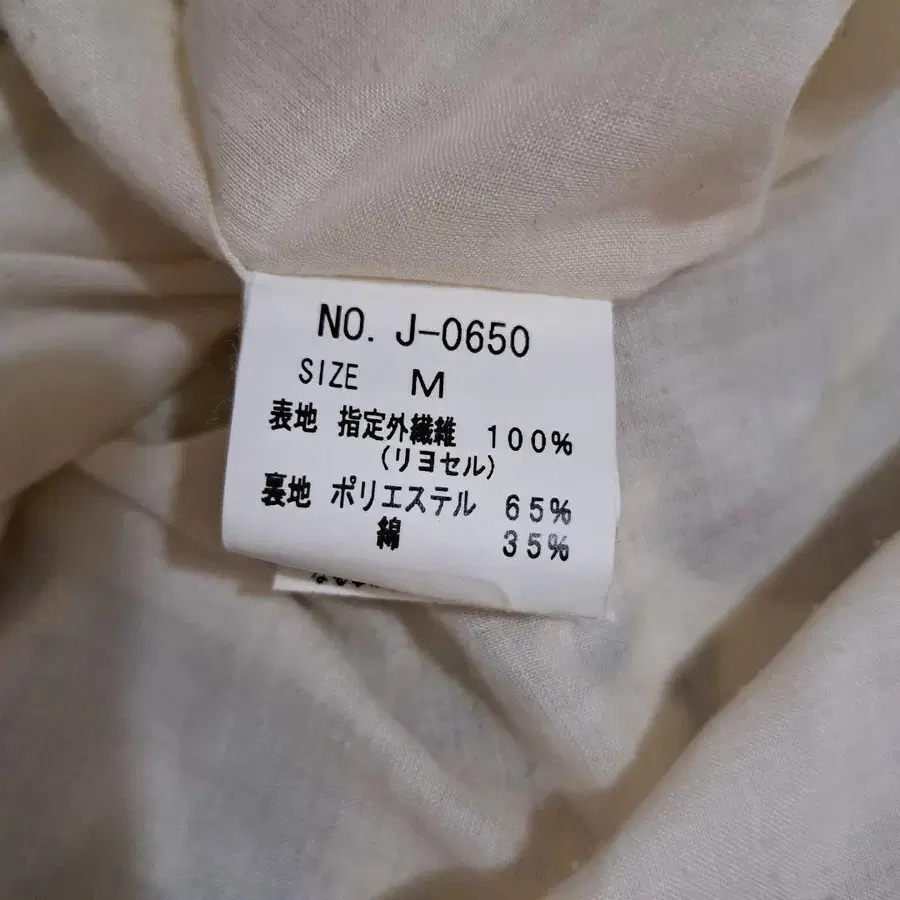 NO. J-0650
SIZE M
表地 指定外繊維 100%
(リヨセル)
裏地 ポリエステル 65%
綿 35%